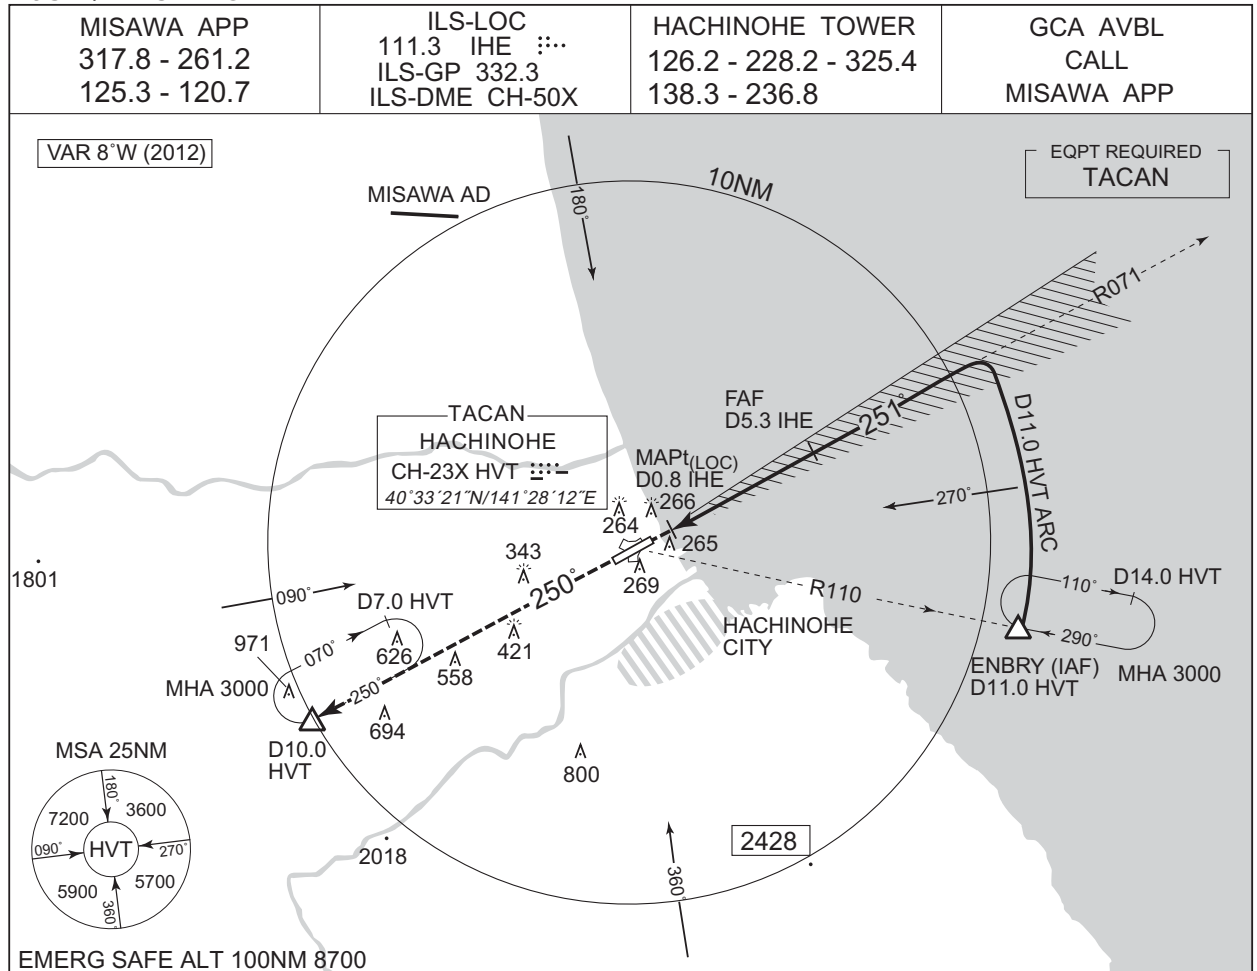 MISAWA APP
317.8 - 261.2
125.3 - 120.7
ILS-LOC
111.3 IHE
ILS-GP 332.3
ILS-DME CH-50X
HACHINOHE TOWER
126.2 - 228.2 - 325.4
138.3 - 236.8
GCA AVBL
CALL
MISAWA APP
VAR 8°W (2012)
EQPT REQUIRED
TACAN
MISAWA AD
180°
10NM
R071
FAF
D5.3 IHE
251°
D11.0 HVT ARC
TACAN
HACHINOHE
CH-23X HVT
40°33´21˝N/141°28´12˝E
MAPt(LOC)
D0.8 IHE
266
264
265
269
270°
343
250°
1801
090°
D7.0 HVT
R110
110°
D14.0 HVT
971
070°
626
421
558
HACHINOHE
CITY
290°
MHA 3000
250°
ENBRY (IAF)
D11.0 HVT
MHA 3000
694
D10.0
HVT
800
MSA 25NM
180°
7200
3600
090°
HVT
270°
5900
5700
360°
2018
2428
360°
EMERG SAFE ALT 100NM 8700